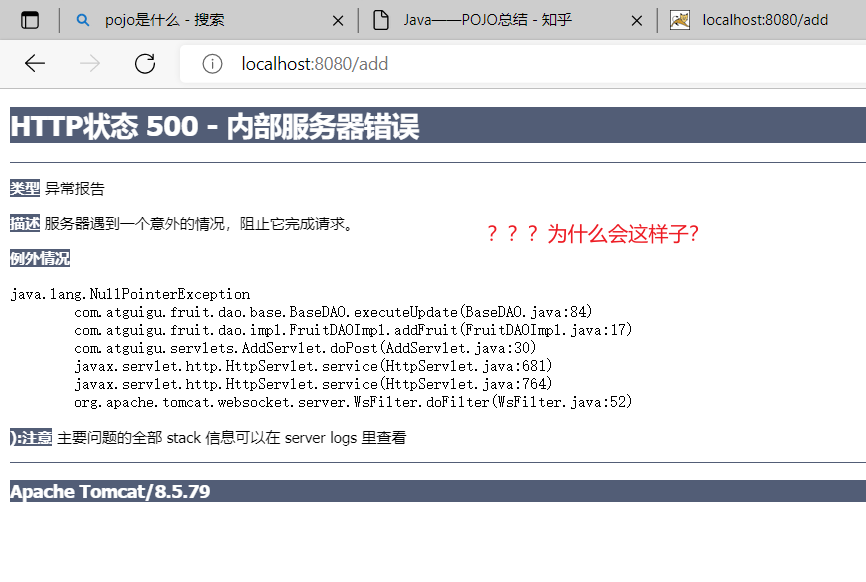 pojo是什么 - 搜索
Java——POJO总结 - 知乎
localhost:8080/add
localhost:8080/add
HTTP状态 500 - 内部服务器错误
类型 异常报告
描述 服务器遇到一个意外的情况，阻止它完成请求。
？？？为什么会这样子?
例外情况
java.lang.NullPointerException
com.atguigu.fruit.dao.base.BaseDAO.executeUpdate(BaseDAO.java:84)
com.atguigu.fruit.dao.impl.FruitDAOImpl.addFruit(FruitDAOImpl.java:17)
com.atguigu.servlets.AddServlet.doPost(AddServlet.java:30)
javax.servlet.http.HttpServlet.service(HttpServlet.java:681)
javax.servlet.http.HttpServlet.service(HttpServlet.java:764)
org.apache.tomcat.websocket.server.WsFilter.doFilter(WsFilter.java:52)
):注意 主要问题的全部 stack 信息可以在 server logs 里查看
Apache Tomcat/8.5.79